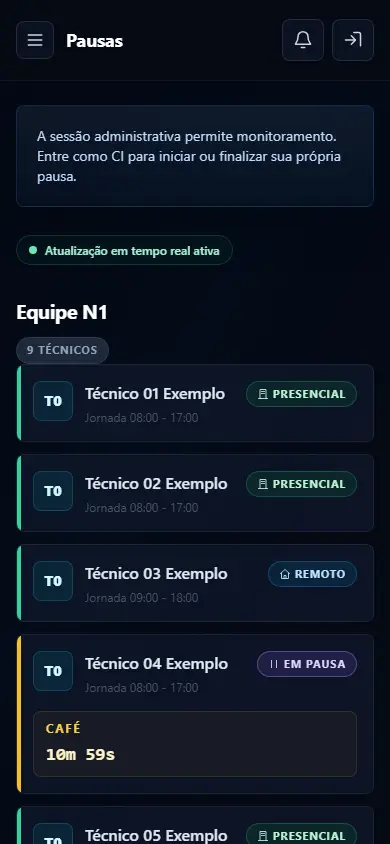 Pausas
A sessão administrativa permite monitoramento.
Entre como CI para iniciar ou finalizar sua própria
pausa.
Atualização em tempo real ativa
Equipe N1
9 TÉCNICOS
T0
Técnico 01 Exemplo
PRESENCIAL
Jornada 08:00 - 17:00
T0
Técnico 02 Exemplo
PRESENCIAL
Jornada 08:00 - 17:00
T0
Técnico 03 Exemplo
REMOTO
Jornada 09:00 - 18:00
T0
Técnico 04 Exemplo
EM PAUSA
Jornada 08:00 - 17:00
CAFÉ
10m 59s
T0
Técnico 05 Exemplo
PRESENCIAL